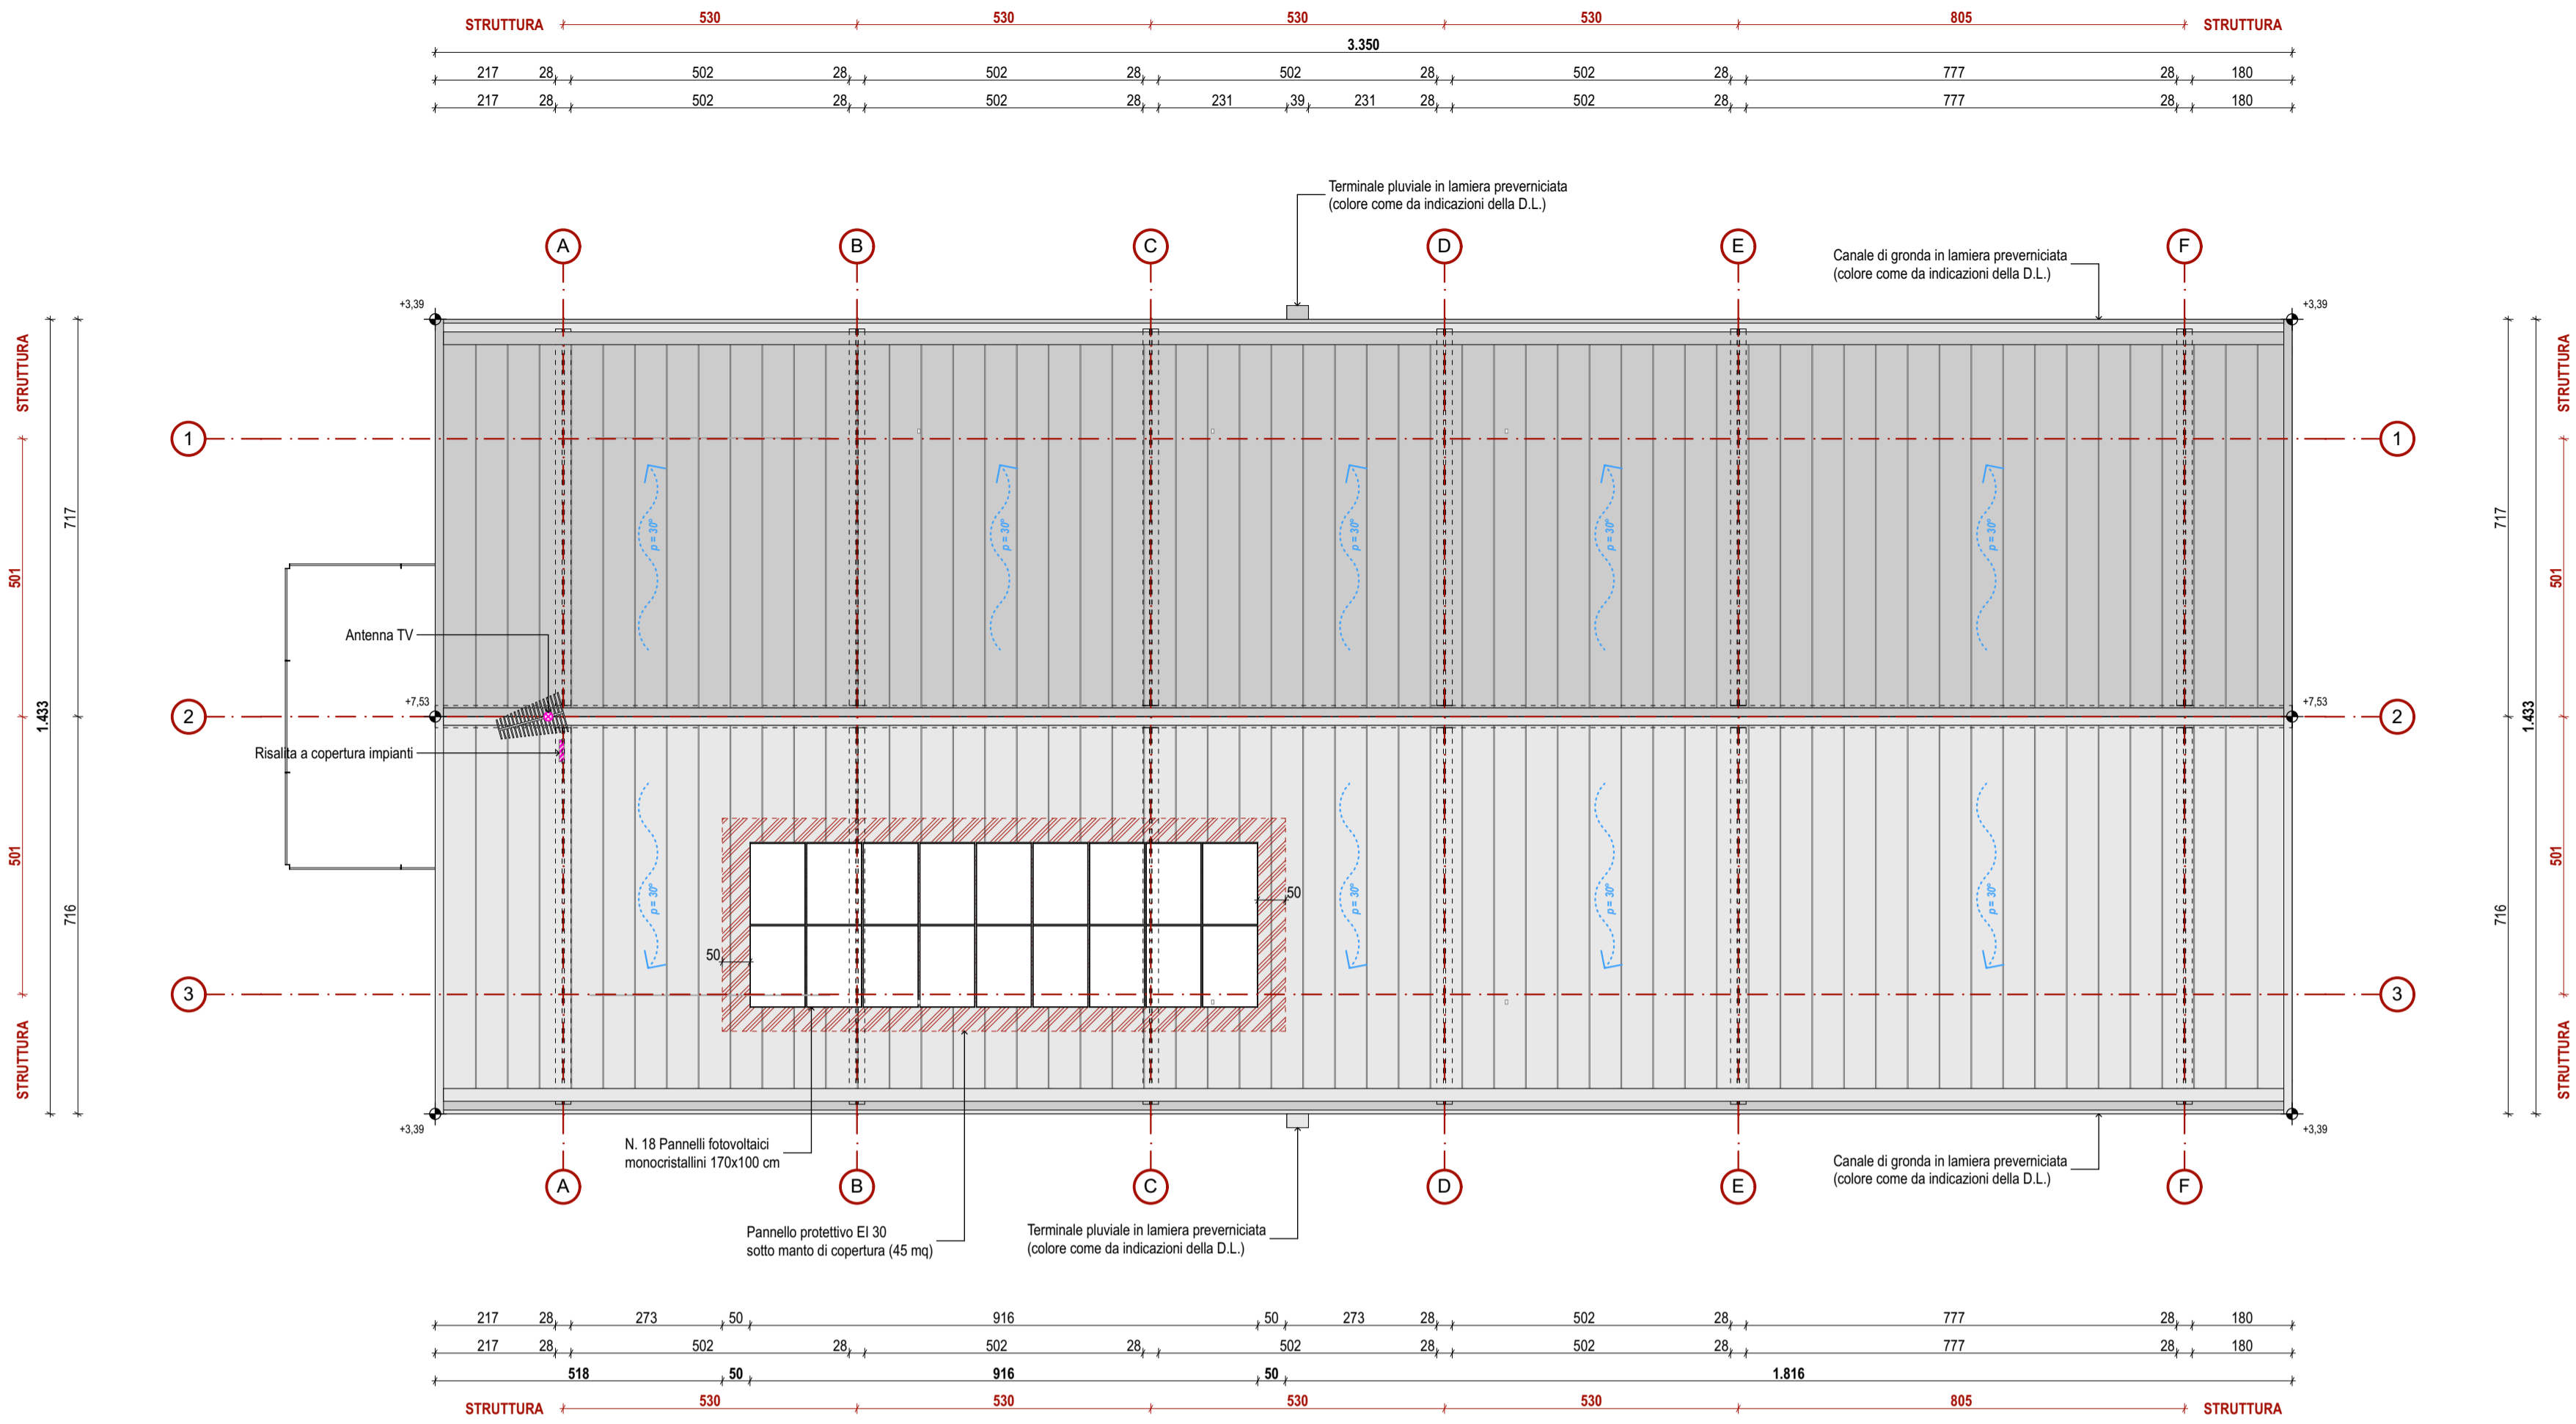 STRUTTURA 530 530 530 530 805 STRUTTURA
3.350
217 28 502 28 502 28 502 28 502 28 777 28 180
217 28 502 28 502 28 231 39 231 28 502 28 777 28 180
Terminale pluviale in lamiera preverniciata
(colore come da indicazioni della D.L.)
A B C D E F
Canale di gronda in lamiera preverniciata
(colore come da indicazioni della D.L.)
+3,39 +3,39
STRUTTURA STRUTTURA
1 1
717 717
p = 30° p = 30° p = 30° p = 30° p = 30°
501 501
Antenna TV
+7,53 +7,53
1.433 2 2 1.433
Risalita a copertura impianti
501 501
716 716
p = 30° p = 30° p = 30° p = 30°
50
50
3 3
STRUTTURA STRUTTURA
+3,39 +3,39
N. 18 Pannelli fotovoltaici
monocristallini 170x100 cm
Canale di gronda in lamiera preverniciata
(colore come da indicazioni della D.L.)
A B C D E F
Pannello protettivo EI 30
sotto manto di copertura (45 mq)
Terminale pluviale in lamiera preverniciata
(colore come da indicazioni della D.L.)
217 28 273 50 916 50 273 28 502 28 777 28 180
217 28 502 28 502 28 502 28 502 28 777 28 180
518 50 916 50 1.816
STRUTTURA 530 530 530 530 805 STRUTTURA